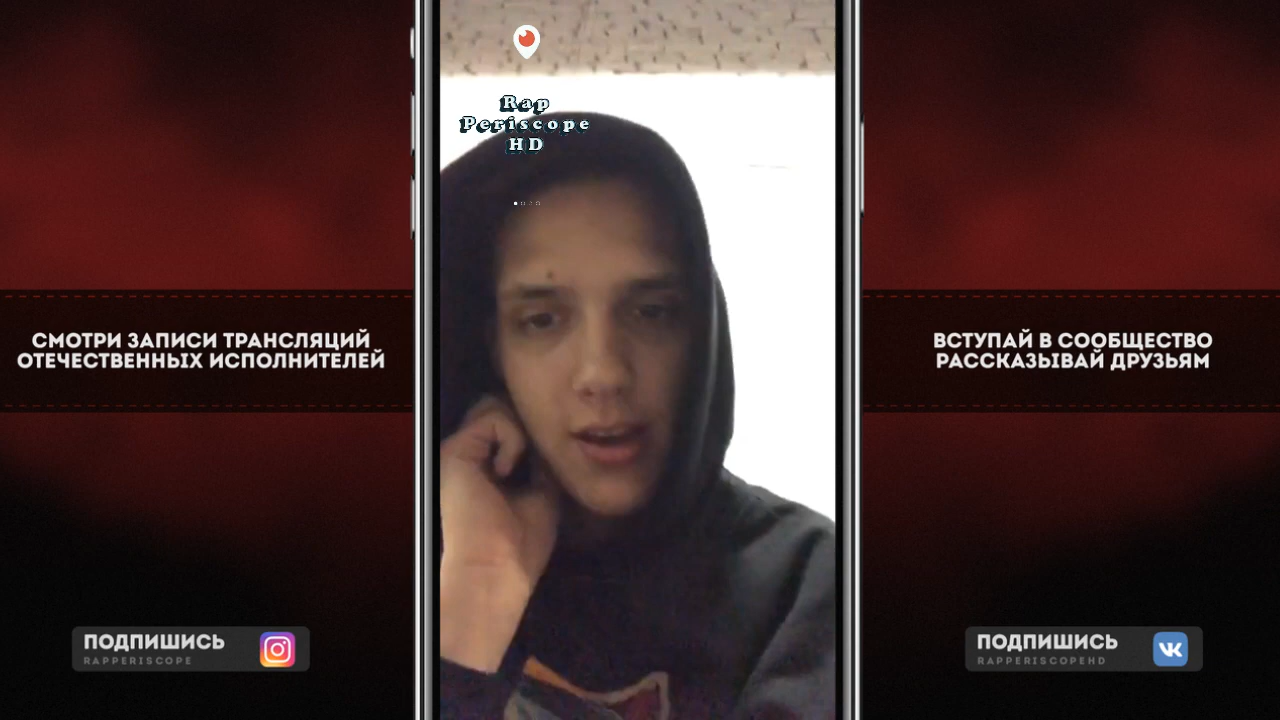 Rap
Periscope
HD
СМОТРИ ЗАПИСИ ТРАНСЛЯЦИЙ
ОТЕЧЕСТВЕННЫХ ИСПОЛНИТЕЛЕЙ
ВСТУПАЙ В СООБЩЕСТВО
РАССКАЗЫВАЙ ДРУЗЬЯМ
ПОДПИШИСЬ
RAPPERISCOPE
ПОДПИШИСЬ
RAPPERISCOPEHD